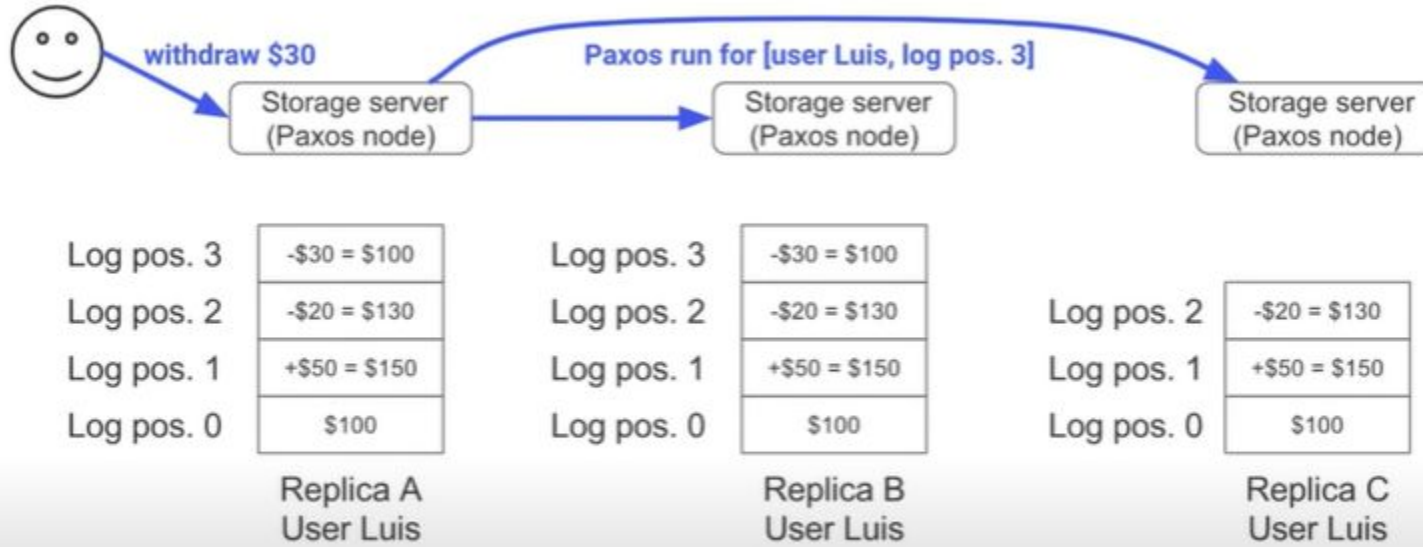 withdraw $30
Paxos run for [user Luis, log pos. 3]
Storage server
(Paxos node)
Storage server
(Paxos node)
Storage server
(Paxos node)
Log pos. 3
-$30 = $100
Log pos. 2
-$20 = $130
Log pos. 1
+$50 = $150
Log pos. 0
$100
Replica A
User Luis
Log pos. 3
-$30 = $100
Log pos. 2
-$20 = $130
Log pos. 1
+$50 = $150
Log pos. 0
$100
Replica B
User Luis
Log pos. 2
-$20 = $130
Log pos. 1
+$50 = $150
Log pos. 0
$100
Replica C
User Luis